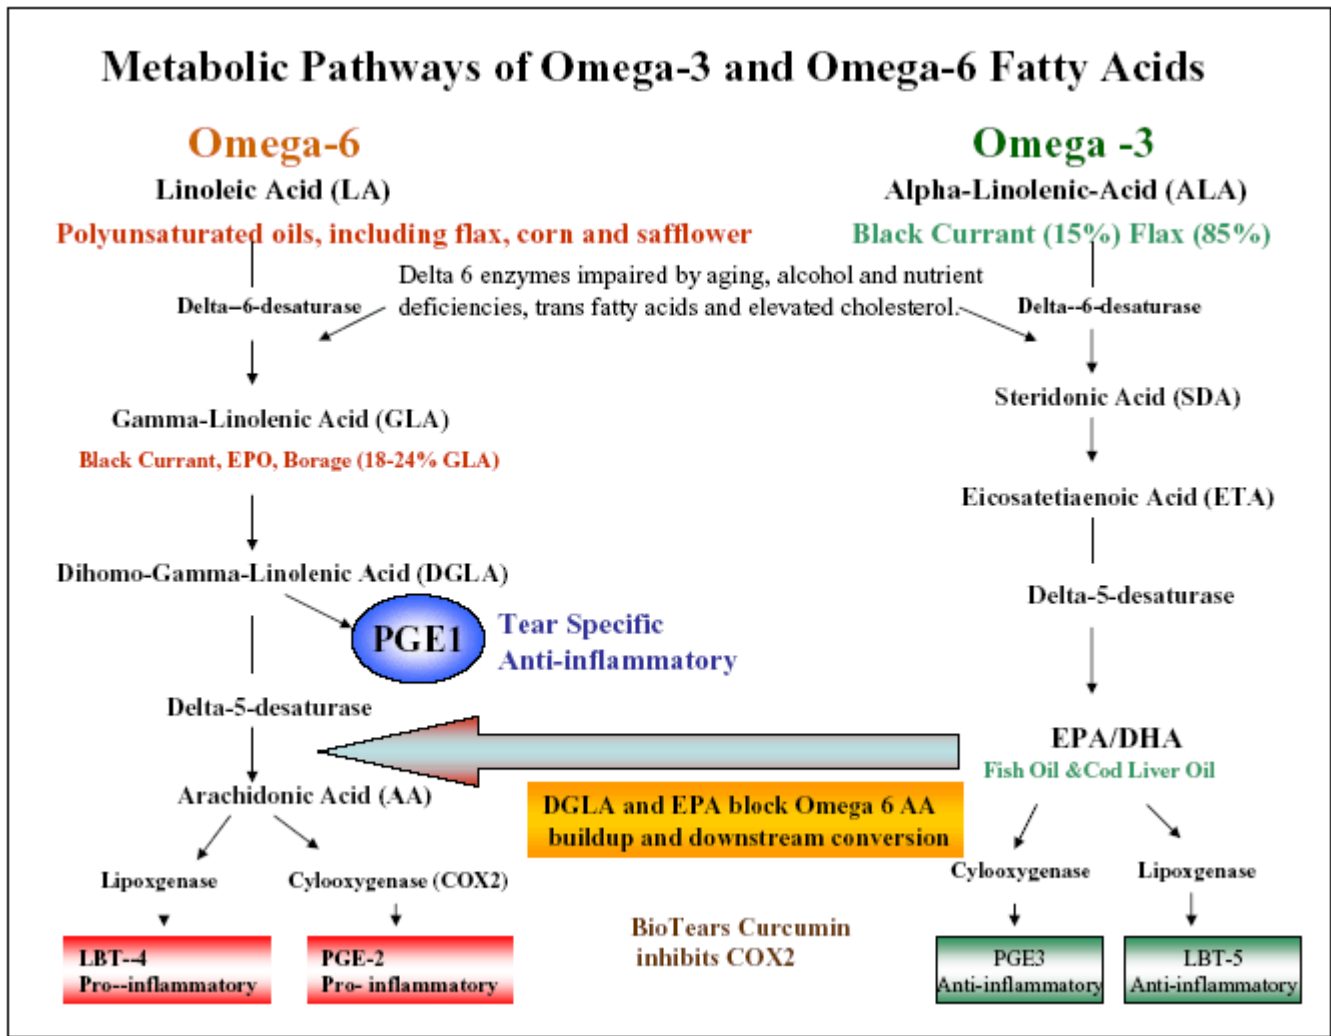 Metabolic Pathways of Omega-3 and Omega-6 Fatty Acids
Omega-6
Linoleic Acid (LA)
Polyunsaturated oils, including flax, corn and safflower
Omega -3
Alpha-Linolenic-Acid (ALA)
Black Currant (15%) Flax (85%)
Delta 6 enzymes impaired by aging, alcohol and nutrient
deficiencies, trans fatty acids and elevated cholesterol.
Delta--6-desaturase
Delta--6-desaturase
Gamma-Linolenic Acid (GLA)
Black Currant, EPO, Borage (18-24% GLA)
Steridonic Acid (SDA)
Eicosatetiaenoic Acid (ETA)
Dihomo-Gamma-Linolenic Acid (DGLA)
PGE1
Tear Specific
Anti-inflammatory
Delta-5-desaturase
Delta-5-desaturase
Arachidonic Acid (AA)
EPA/DHA
Fish Oil &Cod Liver Oil
DGLA and EPA block Omega 6 AA
buildup and downstream conversion
Lipoxgenase
Cylooxygenase (COX2)
Cylooxygenase
Lipoxgenase
LBT--4
Pro--inflammatory
PGE-2
Pro- inflammatory
BioTears Curcumin
inhibits COX2
PGE3
Anti-inflammatory
LBT-5
Anti-inflammatory